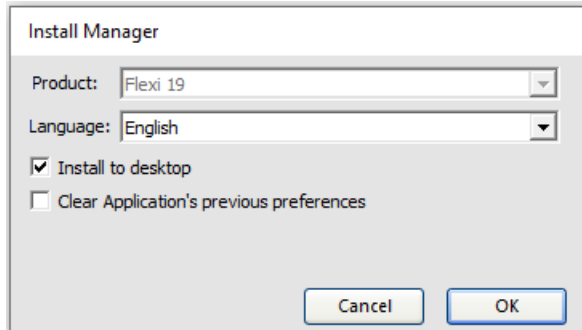 Install Manager
Product: Flexi 19
Language: English
Install to desktop
Clear Application's previous preferences
Cancel OK